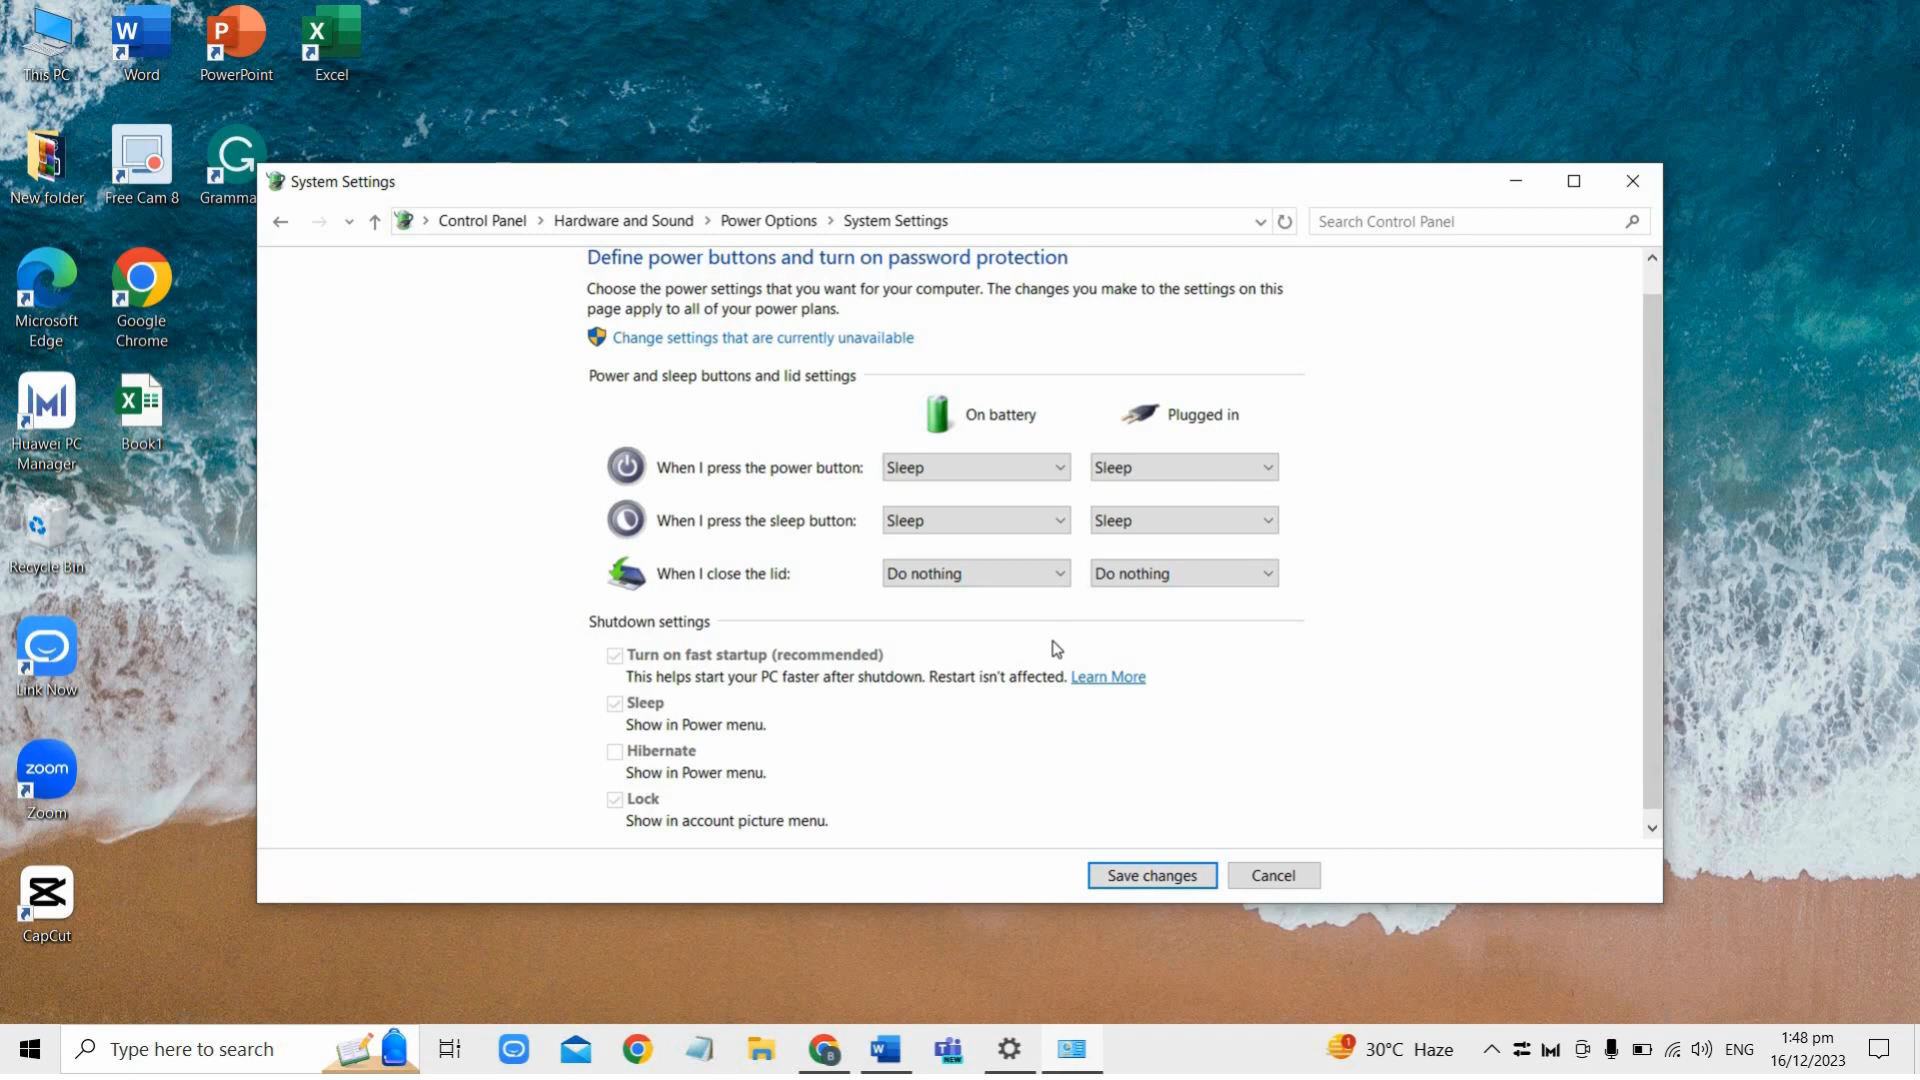 This PC
Word
PowerPoint
Excel
New folder
Free Cam 8
Gramma
System Settings
Control Panel > Hardware and Sound > Power Options > System Settings
Search Control Panel
Define power buttons and turn on password protection
Choose the power settings that you want for your computer. The changes you make to the settings on this
page apply to all of your power plans.
Change settings that are currently unavailable
Power and sleep buttons and lid settings
On battery
Plugged in
When I press the power button:
Sleep
Sleep
When I press the sleep button:
Sleep
Sleep
When I close the lid:
Do nothing
Do nothing
Shutdown settings
Turn on fast startup (recommended)
This helps start your PC faster after shutdown. Restart isn't affected. Learn More
Sleep
Show in Power menu.
Hibernate
Show in Power menu.
Lock
Show in account picture menu.
Save changes
Cancel
Microsoft
Edge
Google
Chrome
Huawei PC
Manager
Book1
Recycle Bin
Link Now
zoom
Zoom
CapCut
Type here to search
NEW
1
30°C Haze
ENG
1:48 pm
16/12/2023